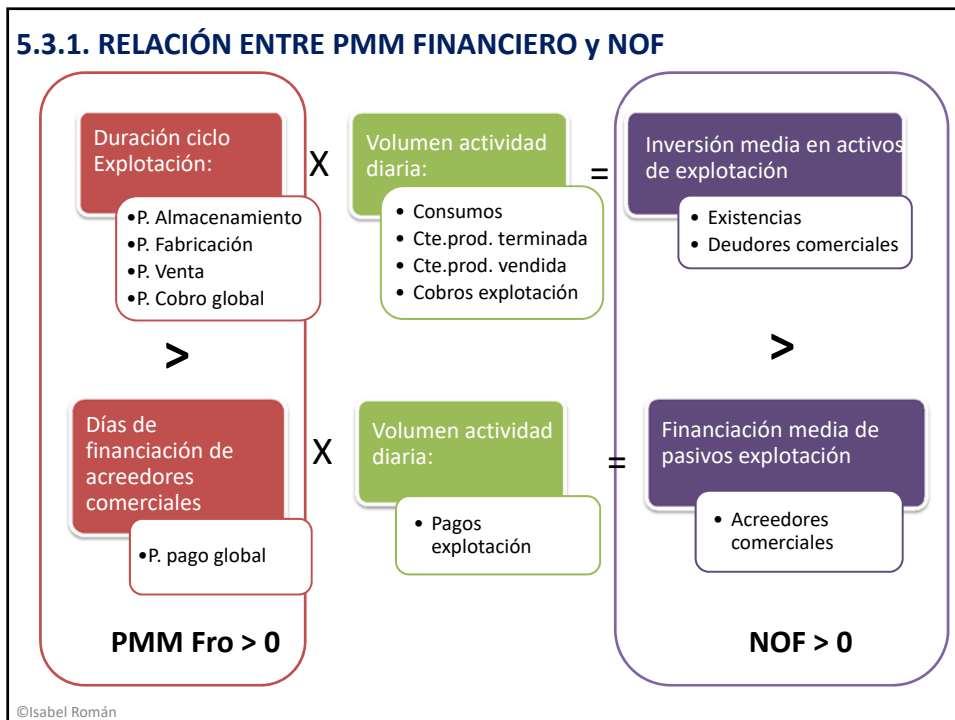 5.3.1. RELACIÓN ENTRE PMM FINANCIERO y NOF
Duración ciclo
Explotación:
•P. Almacenamiento
•P. Fabricación
•P. Venta
•P. Cobro global
X
Volumen actividad
diaria:
• Consumos
• Cte.prod. terminada
• Cte.prod. vendida
• Cobros explotación
=
Inversión media en activos
de explotación
• Existencias
• Deudores comerciales
>
>
Días de
financiación de
acreedores
comerciales
•P. pago global
X
Volumen actividad
diaria:
• Pagos
explotación
=
Financiación media de
pasivos explotación
• Acreedores
comerciales
PMM Fro > 0
NOF > 0
©Isabel Román